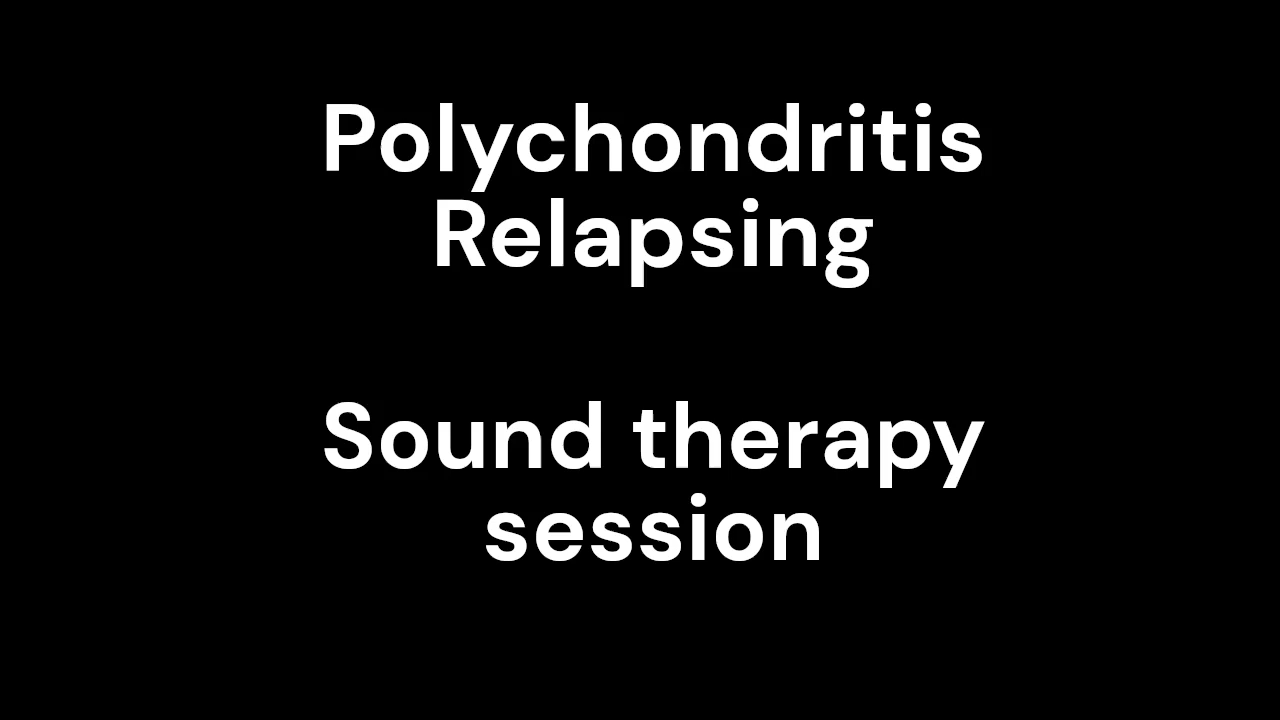 Polychondritis
Relapsing
Sound therapy
session